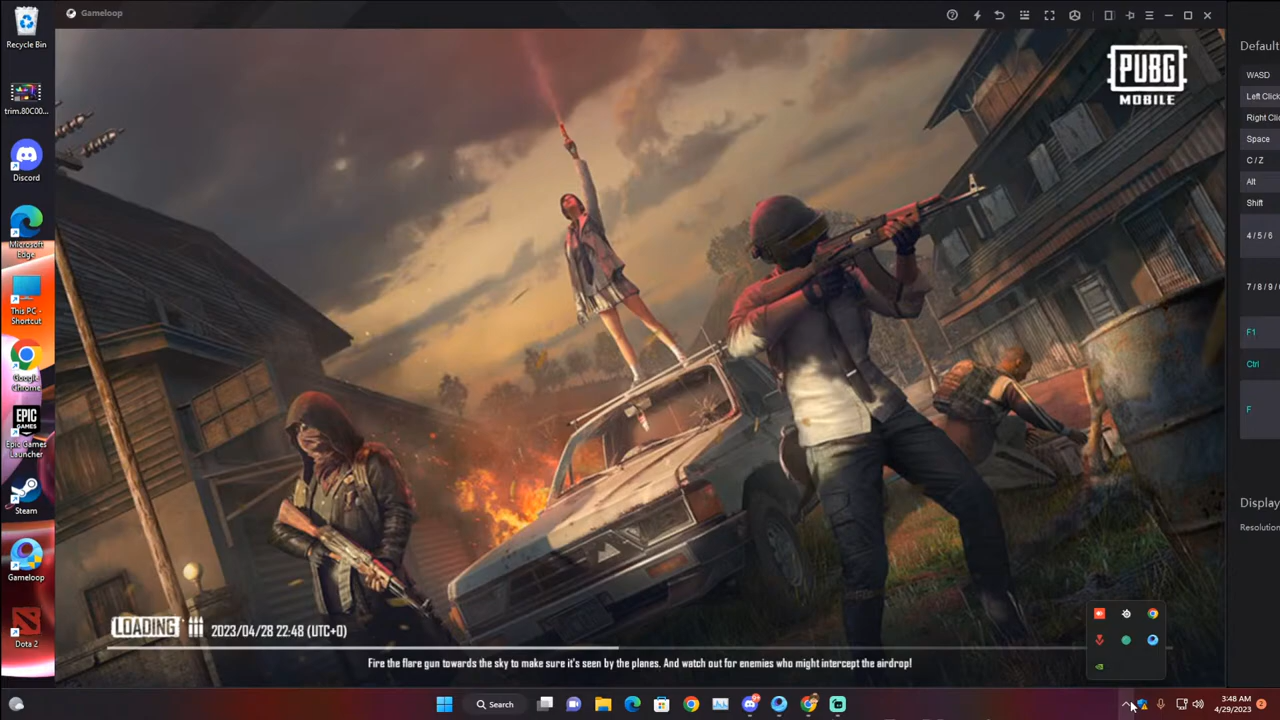 Gameloop
Recycle Bin
trim.80C00...
Discord
Microsoft
Edge
This PC -
Shortcut
Google
Chrome
EPIC
GAMES
Epic Games
Launcher
Steam
Gameloop
Dota 2
PUBG
MOBILE
LOADING
2023/04/28 22:48 (UTC+0)
Fire the flare gun towards the sky to make sure it's seen by the planes. And watch out for enemies who might intercept the airdrop!
Default
WASD
Left Click
Right Cli
Space
C / Z
Alt
Shift
4 / 5 / 6
7 / 8 / 9 /
F1
Ctrl
F
Display
Resolution
Search
3:48 AM
4/29/2023
2